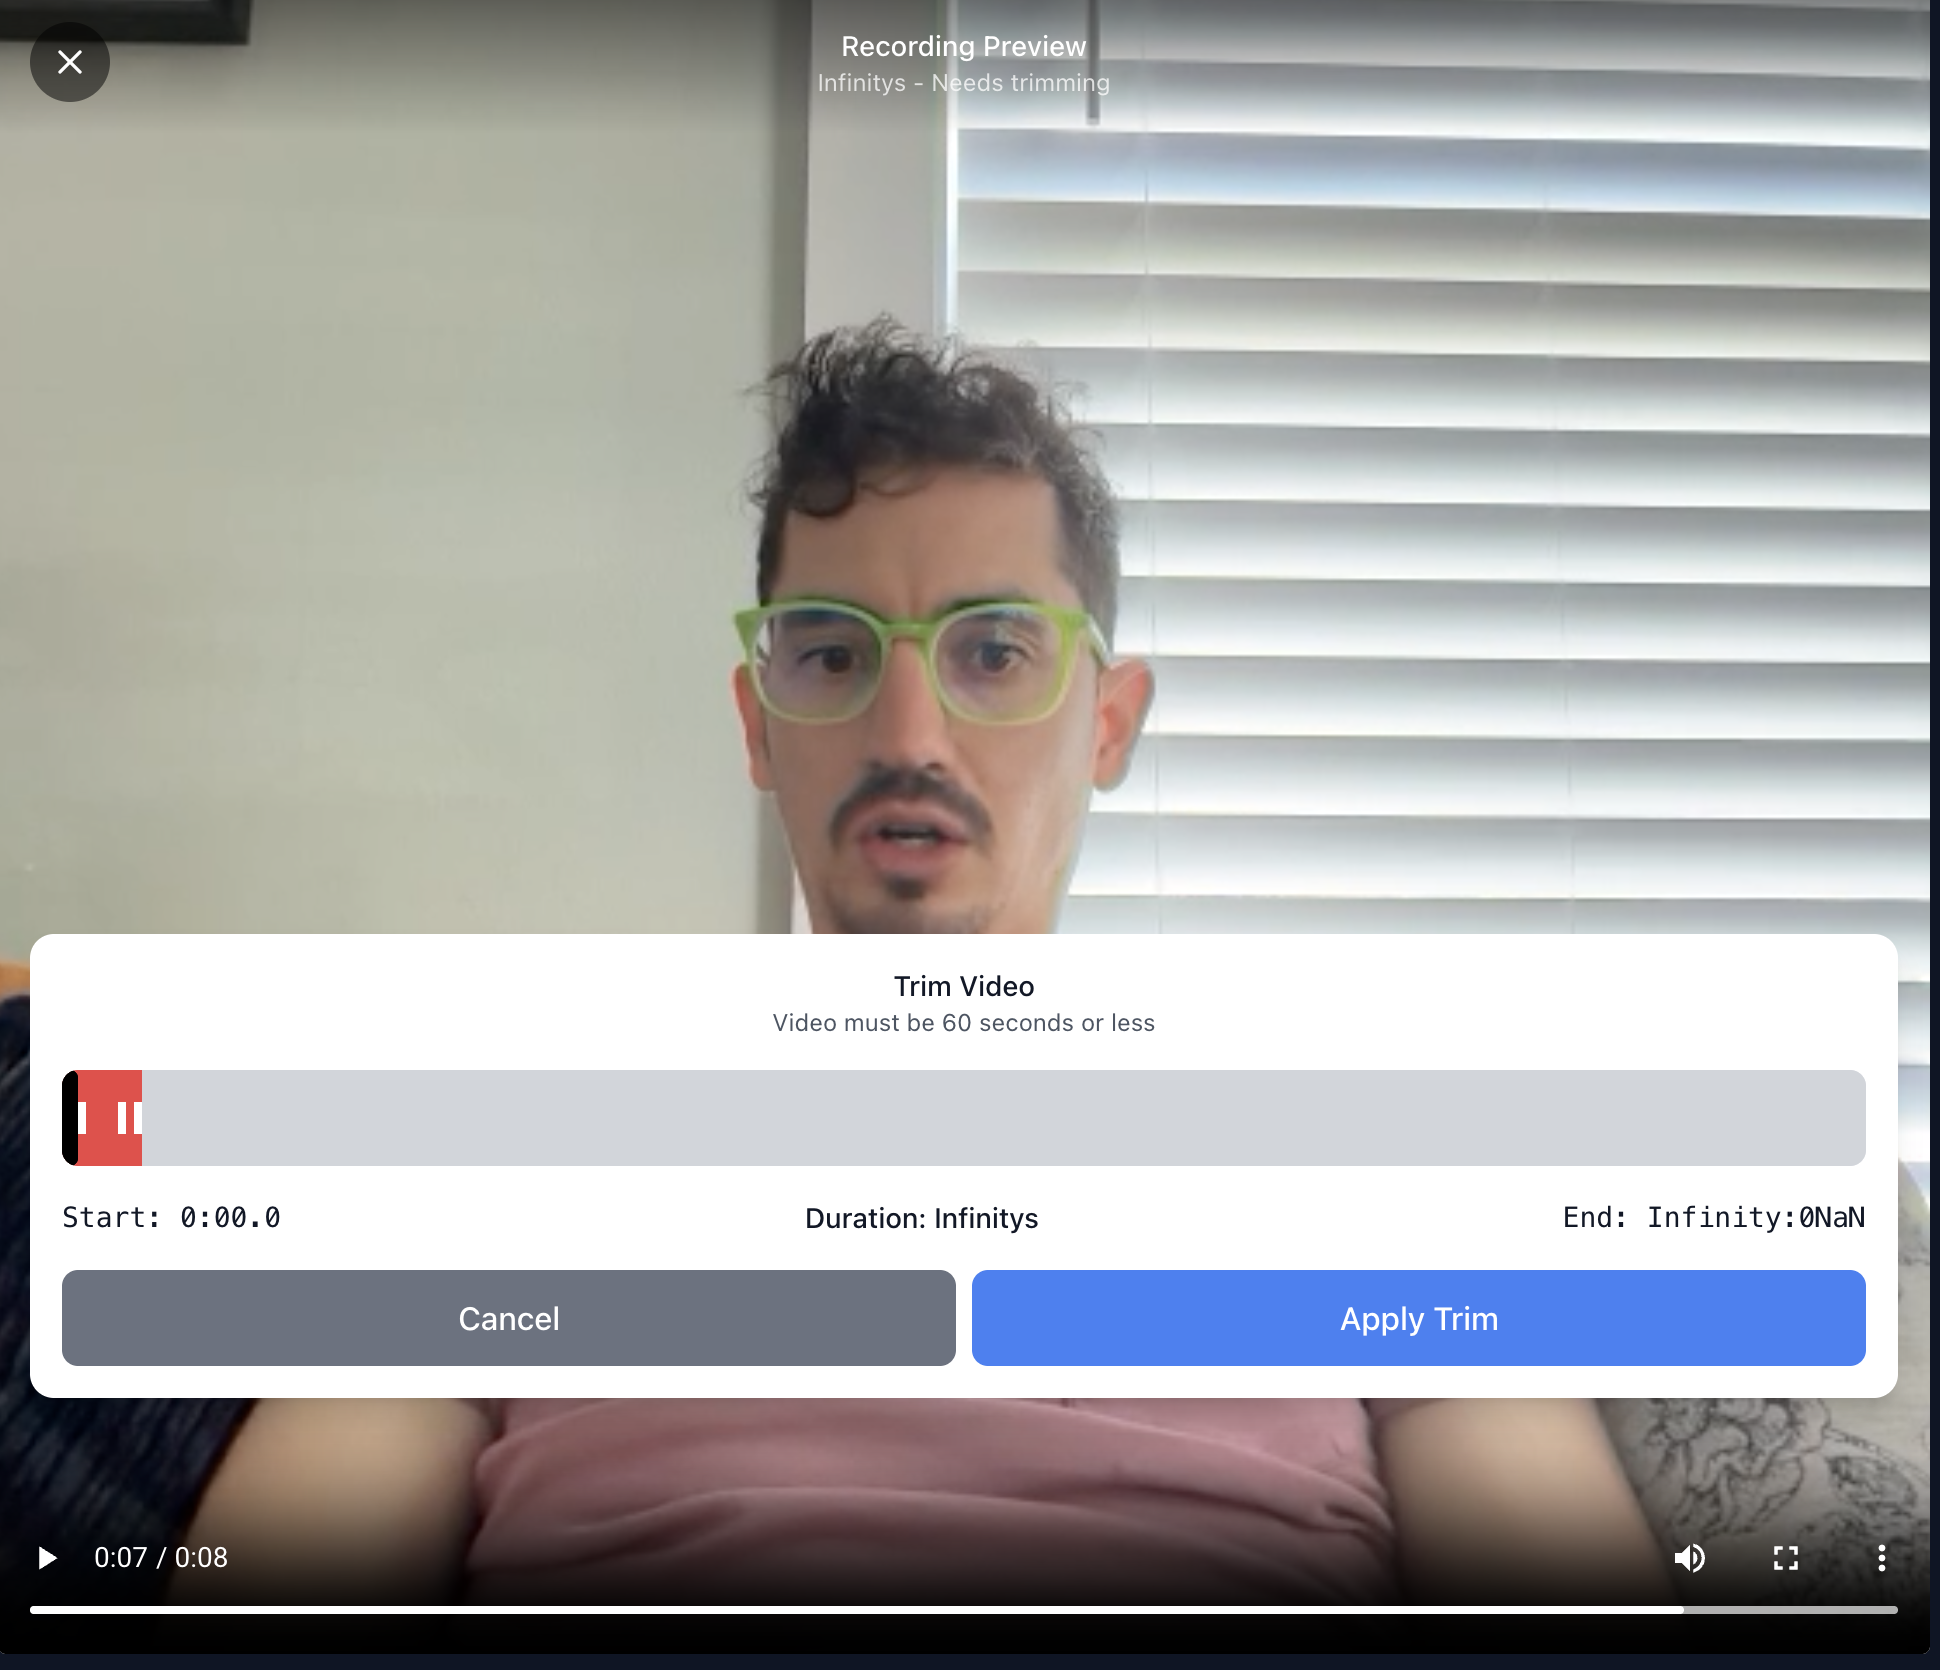 Recording Preview
Infinitys - Needs trimming
Trim Video
Video must be 60 seconds or less
Start: 0:00.0
Duration: Infinitys
End: Infinity:0NaN
Cancel
Apply Trim
0:07 / 0:08